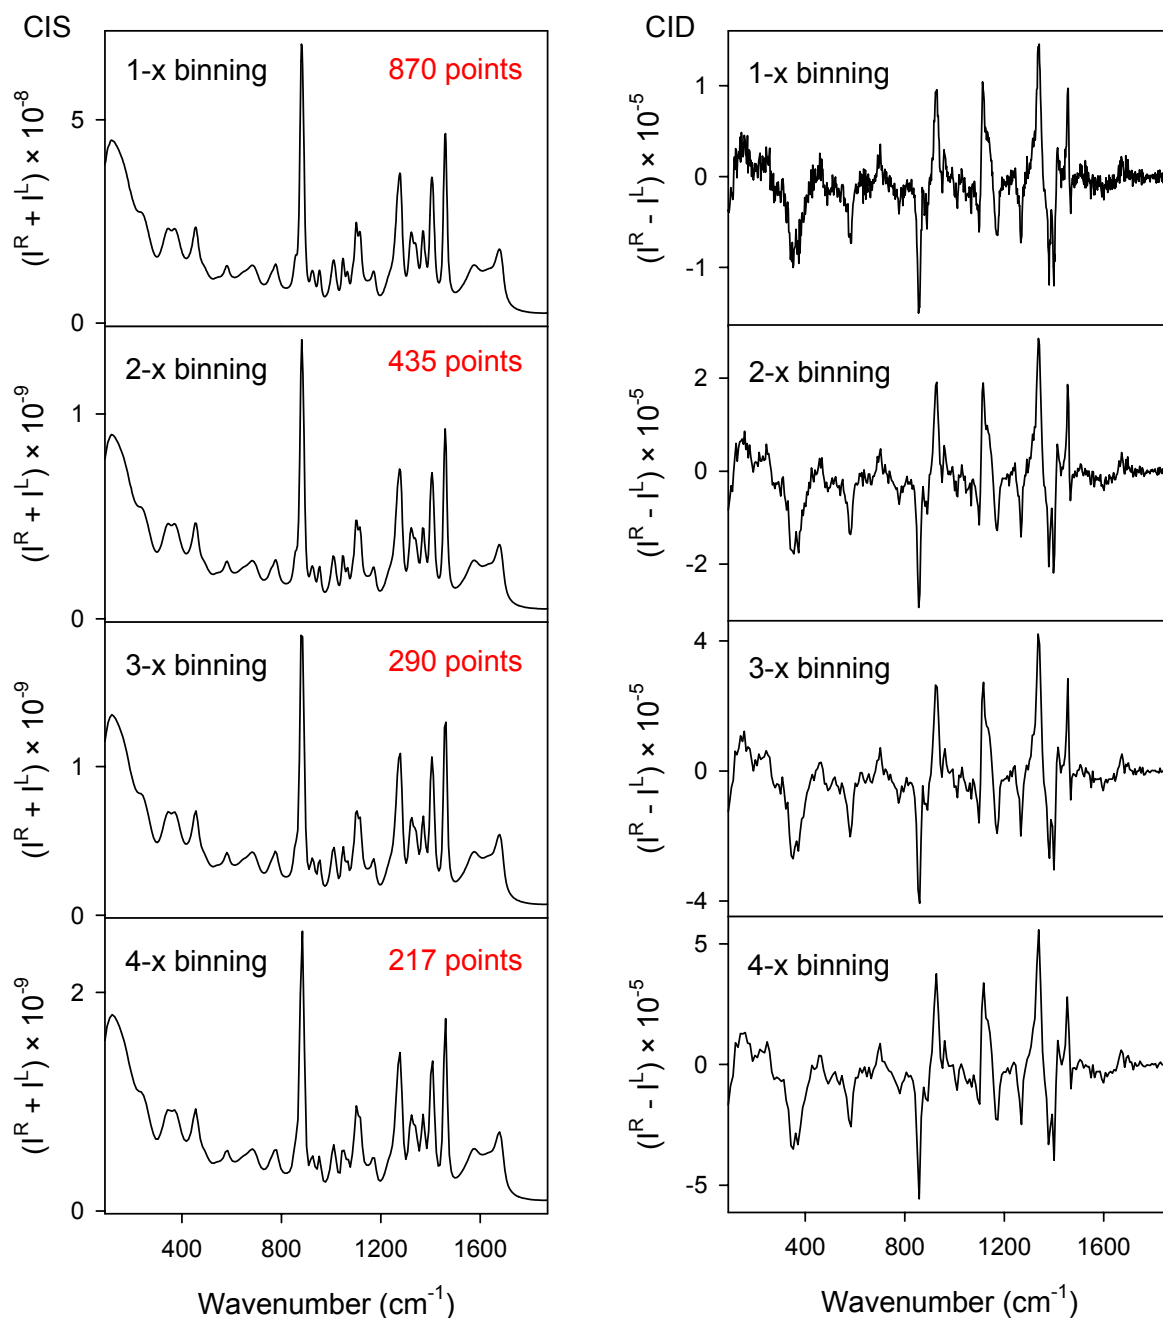 CIS
1-x binning 870 points
5
0
(I^R + I^L) × 10^-8
2-x binning 435 points
1
0
(I^R + I^L) × 10^-9
3-x binning 290 points
1
0
(I^R + I^L) × 10^-9
4-x binning 217 points
2
0
(I^R + I^L) × 10^-9
400 800 1200 1600
Wavenumber (cm^-1)
CID
1-x binning
1
0
-1
(I^R - I^L) × 10^-5
2-x binning
2
0
-2
(I^R - I^L) × 10^-5
3-x binning
4
0
-4
(I^R - I^L) × 10^-5
4-x binning
5
0
-5
(I^R - I^L) × 10^-5
400 800 1200 1600
Wavenumber (cm^-1)